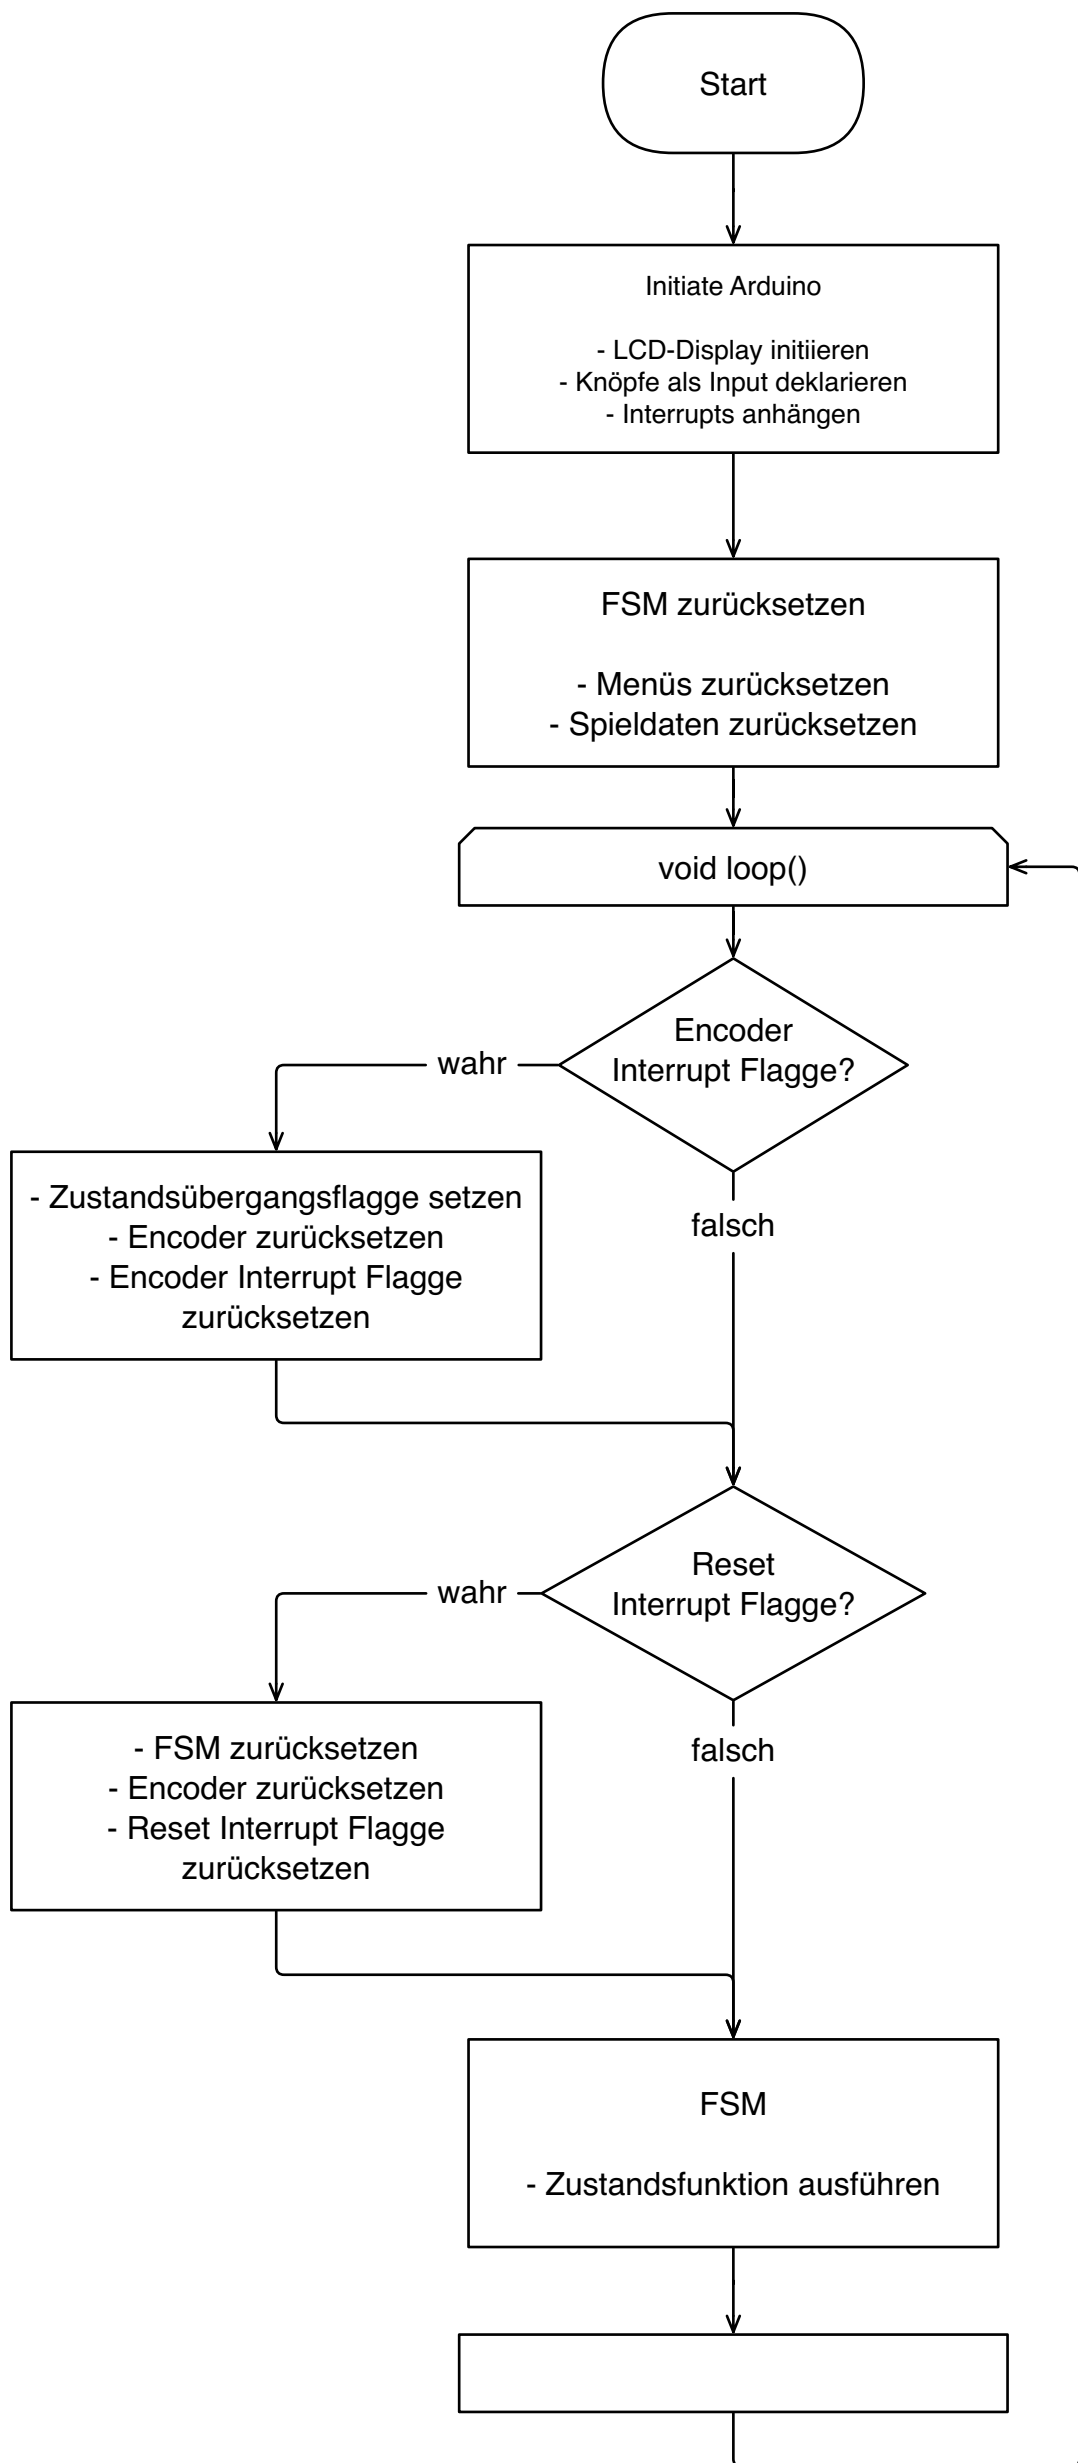 Start
Initiate Arduino
- LCD-Display initiieren
- Knöpfe als Input deklarieren
- Interrupts anhängen
FSM zurücksetzen
- Menüs zurücksetzen
- Spieldaten zurücksetzen
void loop()
Encoder
Interrupt Flagge?
wahr
- Zustandsübergangsflagge setzen
- Encoder zurücksetzen
- Encoder Interrupt Flagge
zurücksetzen
falsch
Reset
Interrupt Flagge?
wahr
- FSM zurücksetzen
- Encoder zurücksetzen
- Reset Interrupt Flagge
zurücksetzen
falsch
FSM
- Zustandsfunktion ausführen